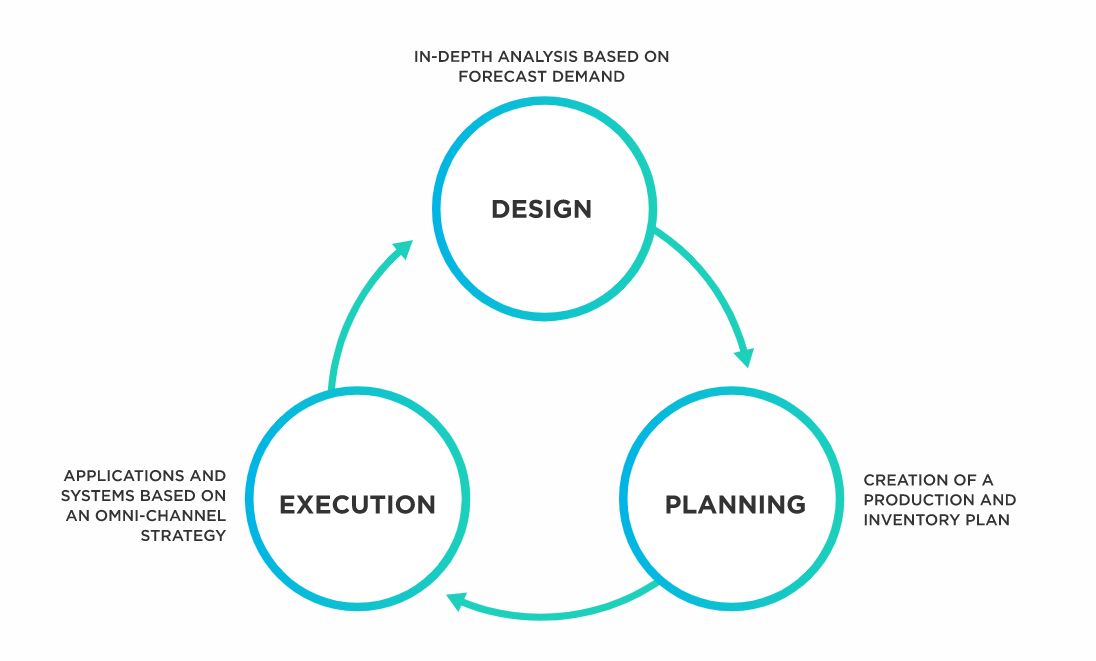 IN-DEPTH ANALYSIS BASED ON
FORECAST DEMAND
DESIGN
APPLICATIONS AND
SYSTEMS BASED ON
AN OMNI-CHANNEL
STRATEGY
EXECUTION
PLANNING
CREATION OF A
PRODUCTION AND
INVENTORY PLAN